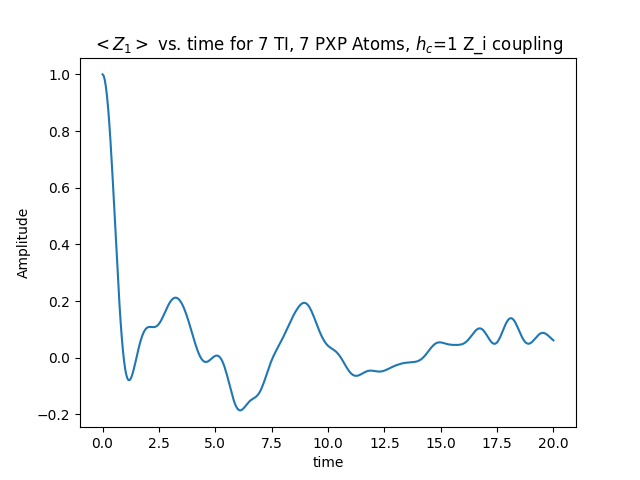 < Z₁ > vs. time for 7 TI, 7 PXP Atoms, h_c=1 Z_i coupling
1.0
0.8
0.6
0.4
0.2
0.0
−0.2
Amplitude
0.0 2.5 5.0 7.5 10.0 12.5 15.0 17.5 20.0
time